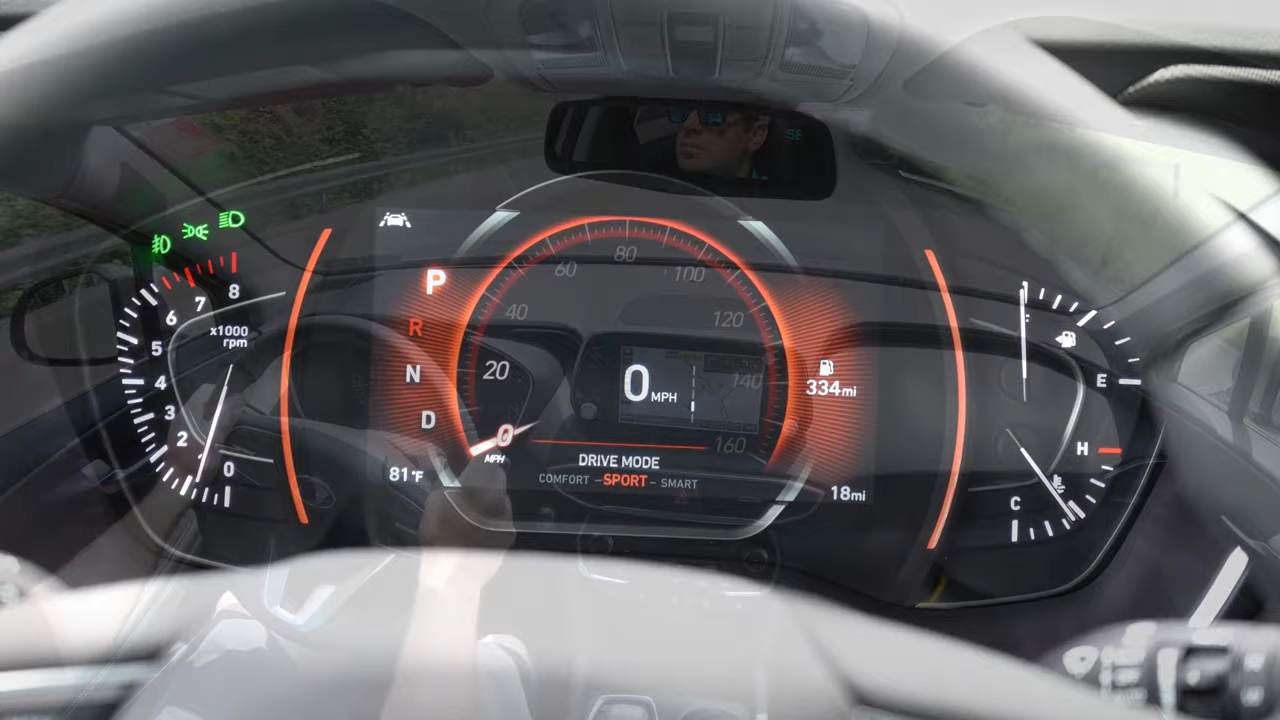 SE
8
7
6
x1000
rpm
5
4
3
2
0
P
R
N
D
81°F
20
40
60
80
100
120
140
160
0
MPH
0 MPH
DRIVE MODE
COMFORT – SPORT – SMART
334mi
18mi
E
H
C